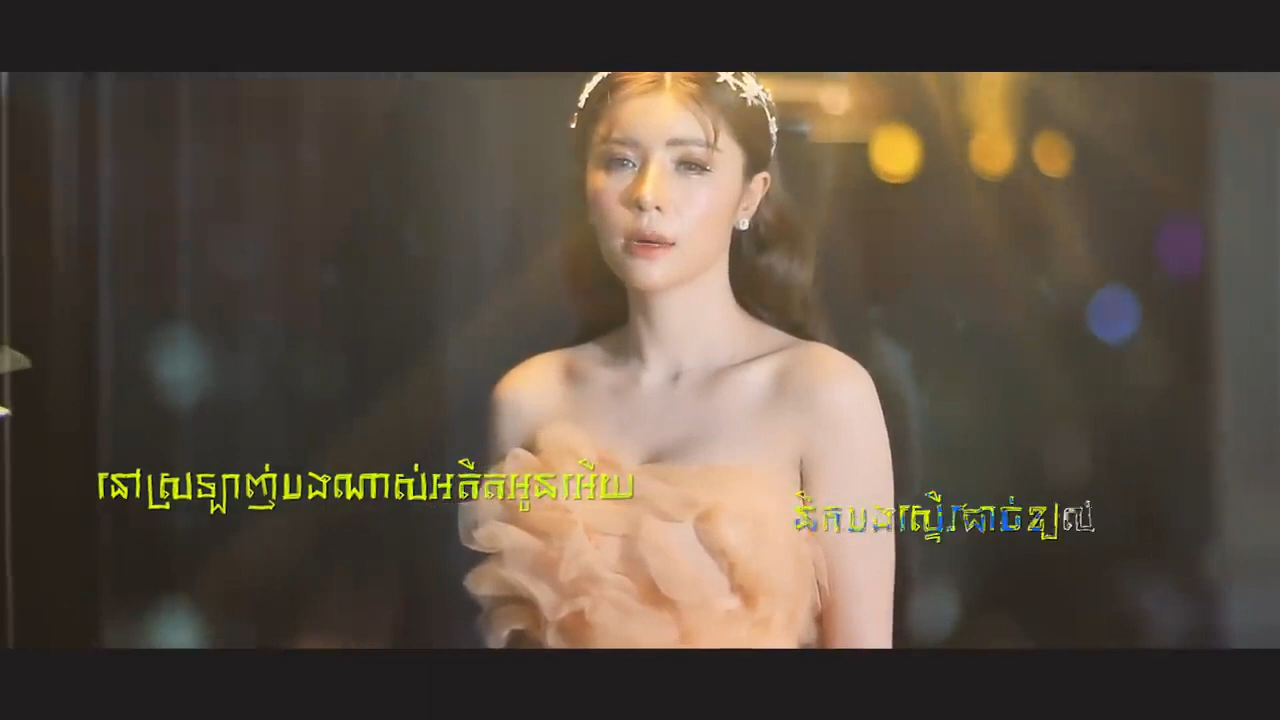 នៅស្រឡាញ់បងណាស់អតីតអូនអើយ
នឹកបងស្ទើរដាច់ខ្យល់